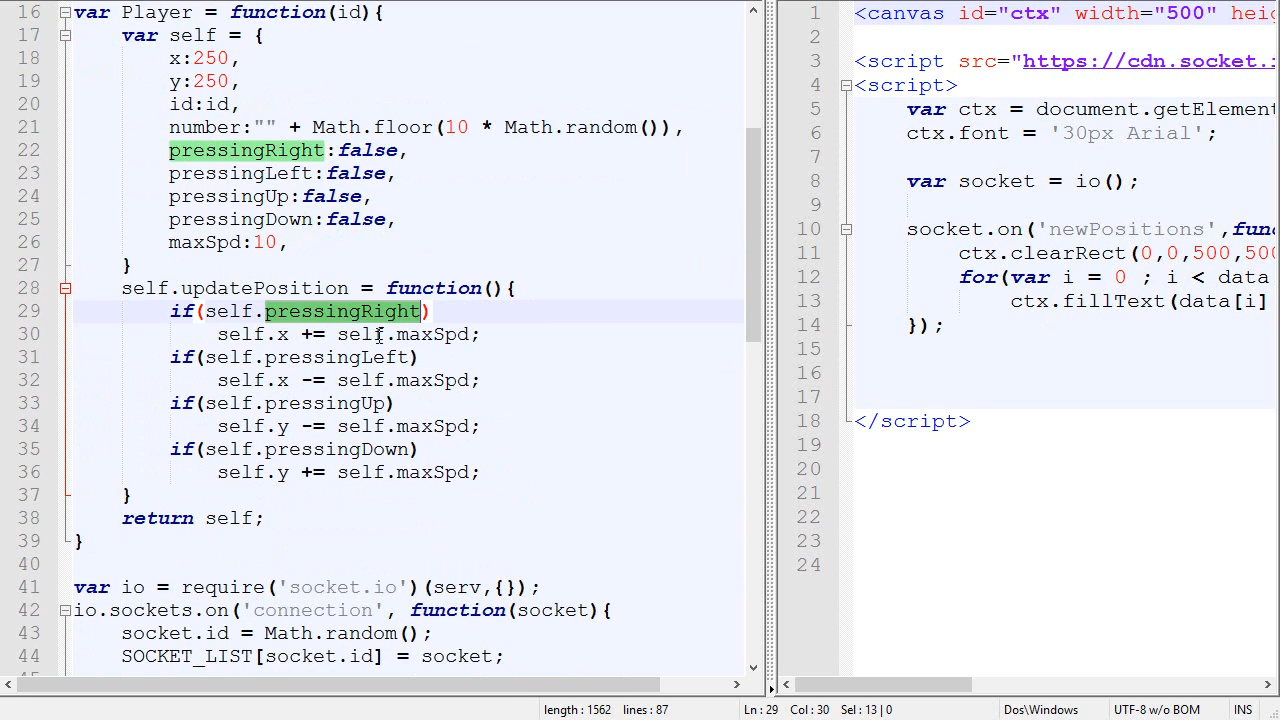 16 var Player = function(id){
17 var self = {
18 x:250,
19 y:250,
20 id:id,
21 number:"" + Math.floor(10 * Math.random()),
22 pressingRight:false,
23 pressingLeft:false,
24 pressingUp:false,
25 pressingDown:false,
26 maxSpd:10,
27 }
28 self.updatePosition = function(){
29 if(self.pressingRight)
30 self.x += self.maxSpd;
31 if(self.pressingLeft)
32 self.x -= self.maxSpd;
33 if(self.pressingUp)
34 self.y -= self.maxSpd;
35 if(self.pressingDown)
36 self.y += self.maxSpd;
37 }
38 return self;
39 }
40
41 var io = require('socket.io')(serv,{});
42 io.sockets.on('connection', function(socket){
43 socket.id = Math.random();
44 SOCKET_LIST[socket.id] = socket;
1 <canvas id="ctx" width="500" hei
2
3 <script src="https://cdn.socket.
4 <script>
5 var ctx = document.getElement
6 ctx.font = '30px Arial';
7
8 var socket = io();
9
10 socket.on('newPositions',func
11 ctx.clearRect(0,0,500,500
12 for(var i = 0 ; i < data
13 ctx.fillText(data[i]
14 });
15
16
17
18 </script>
19
20
21
22
23
24
length : 1562 lines : 87 Ln : 29 Col : 30 Sel : 13 | 0 Dos\Windows UTF-8 w/o BOM INS